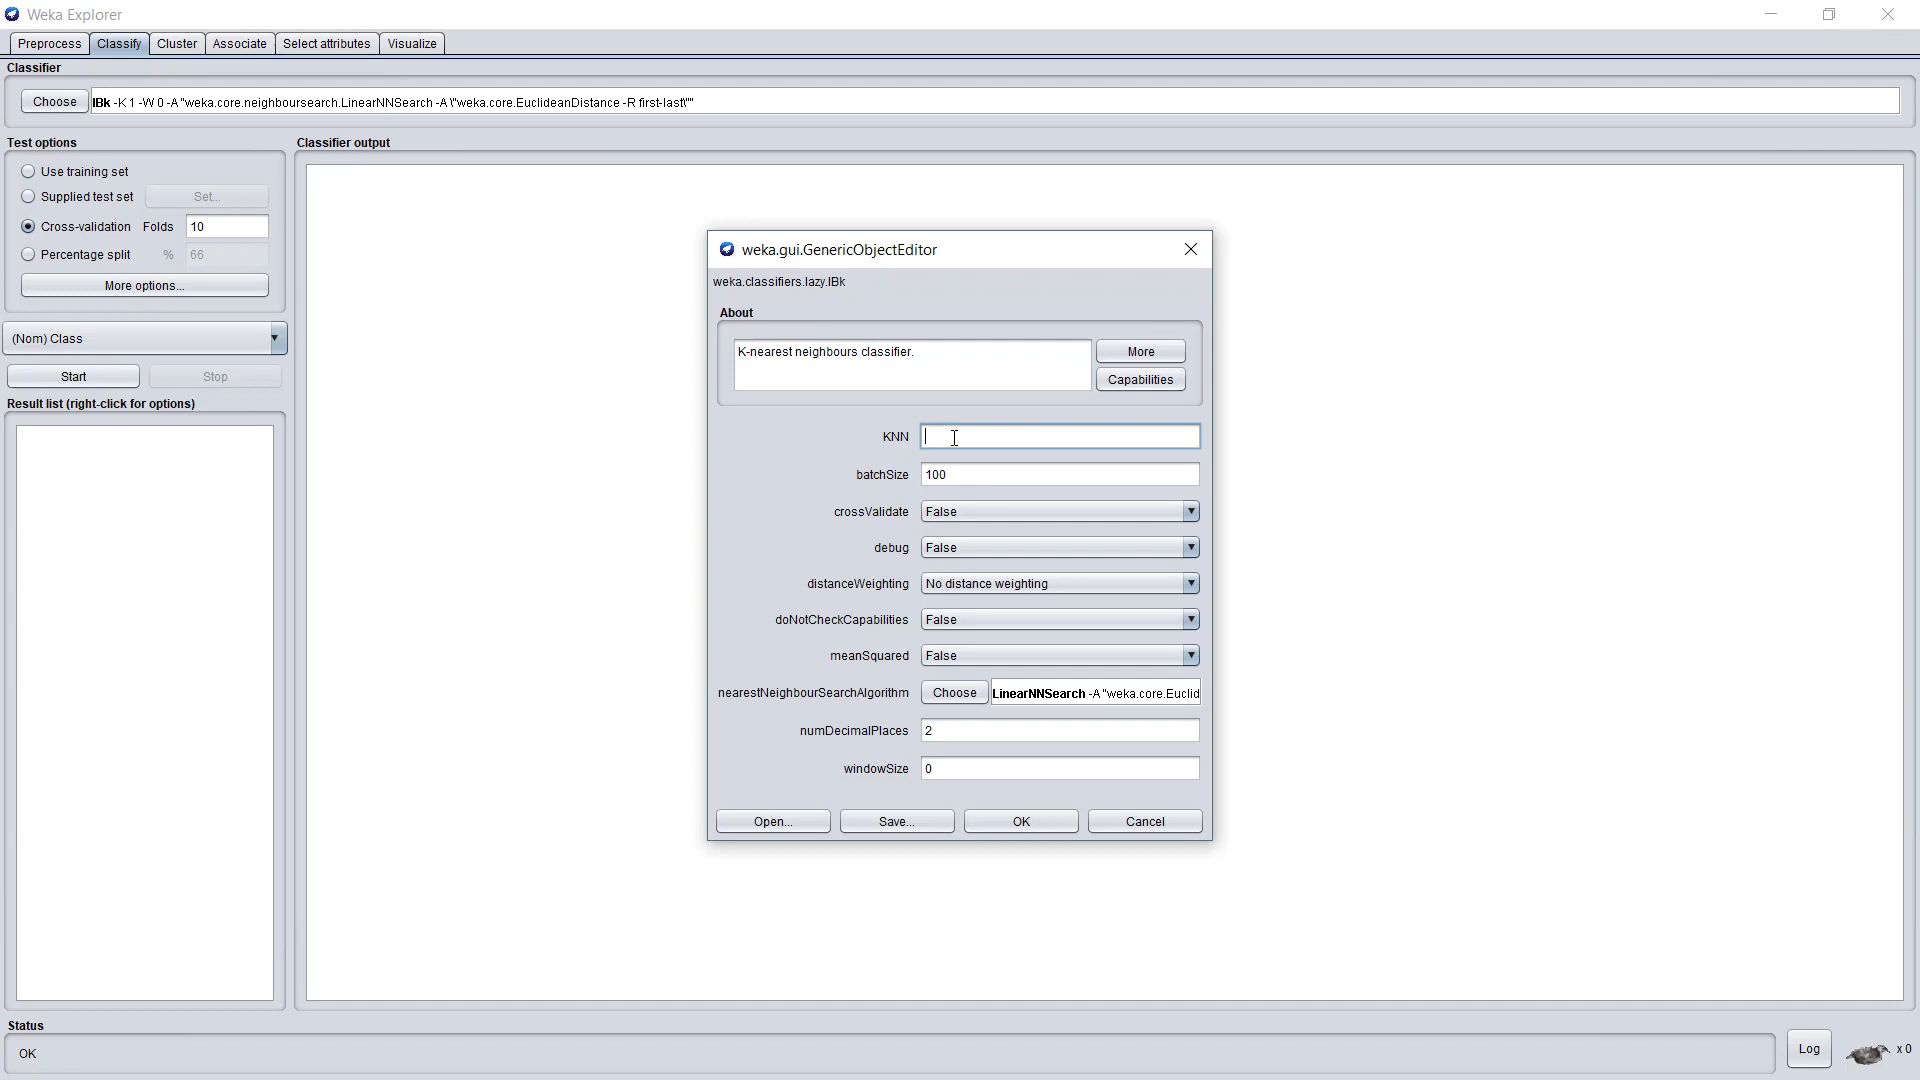 Weka Explorer
Preprocess Classify Cluster Associate Select attributes Visualize
Classifier
Choose IBk -K 1 -W 0 -A "weka.core.neighboursearch.LinearNNSearch -A \"weka.core.EuclideanDistance -R first-last\""
Test options
Use training set
Supplied test set Set...
Cross-validation Folds 10
Percentage split % 66
More options...
(Nom) Class
Start Stop
Result list (right-click for options)
Classifier output
weka.gui.GenericObjectEditor
weka.classifiers.lazy.IBk
About
K-nearest neighbours classifier.
More
Capabilities
KNN
batchSize 100
crossValidate False
debug False
distanceWeighting No distance weighting
doNotCheckCapabilities False
meanSquared False
nearestNeighbourSearchAlgorithm Choose LinearNNSearch -A "weka.core.Euclid
numDecimalPlaces 2
windowSize 0
Open... Save... OK Cancel
Status
OK
Log x 0